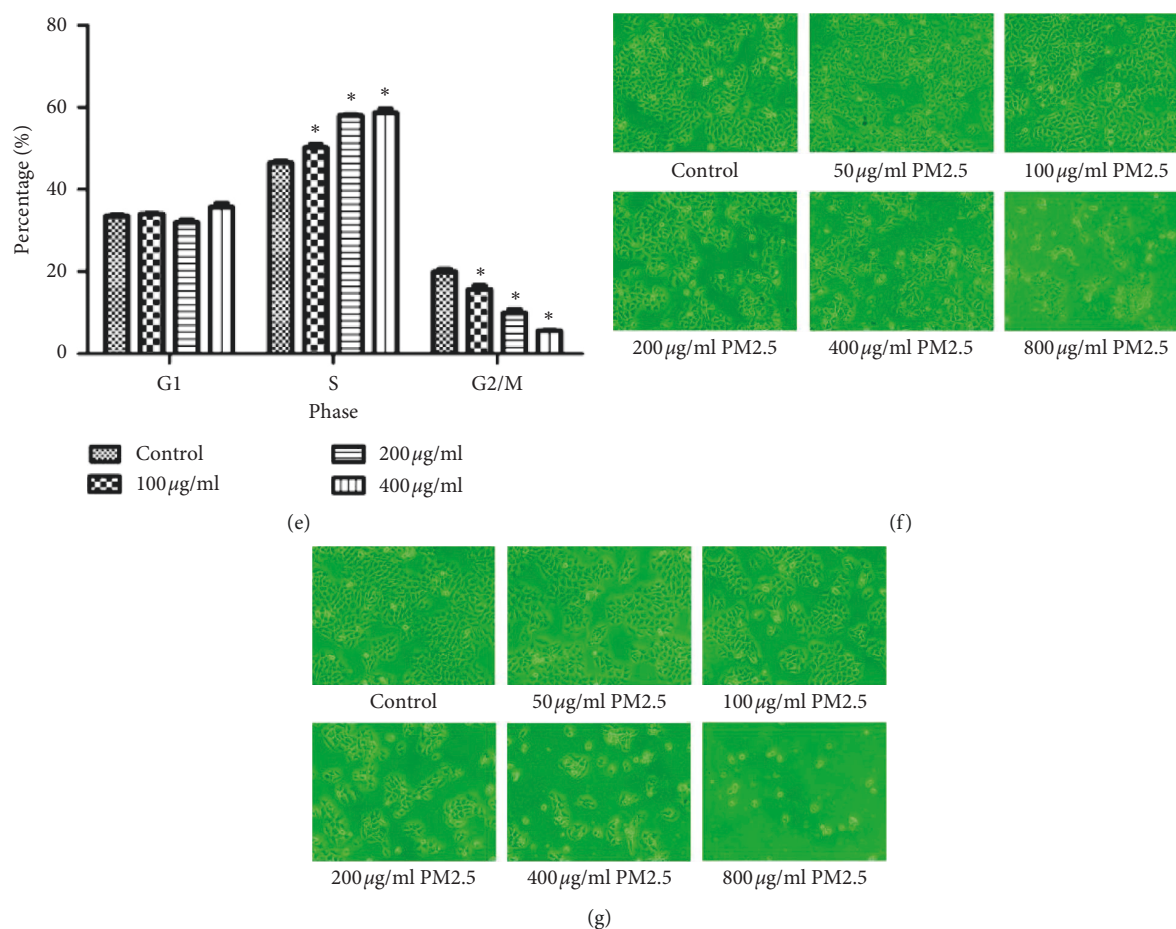 80
60
40
20
0
Percentage (%)
*
*
*
*
*
*
G1
S
G2/M
Phase
Control
100 μg/ml
200 μg/ml
400 μg/ml
(e)
Control
50 μg/ml PM2.5
100 μg/ml PM2.5
200 μg/ml PM2.5
400 μg/ml PM2.5
800 μg/ml PM2.5
(f)
Control
50 μg/ml PM2.5
100 μg/ml PM2.5
200 μg/ml PM2.5
400 μg/ml PM2.5
800 μg/ml PM2.5
(g)